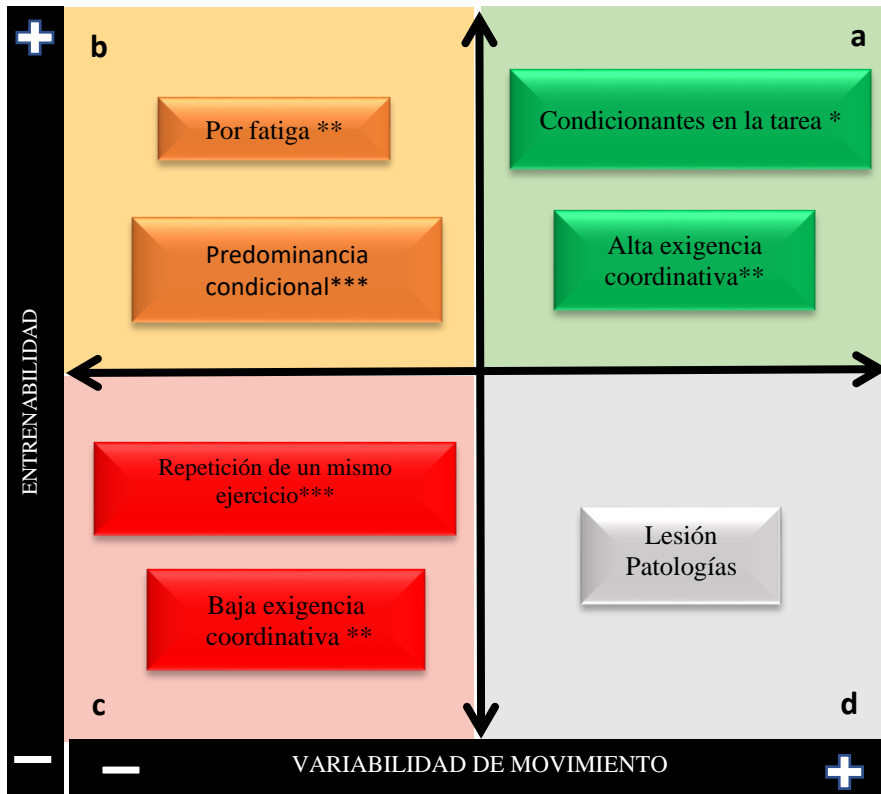 b
a
Por fatiga **
Condicionantes en la tarea *
Predominancia
condicional***
Alta exigencia
coordinativa**
ENTRENABILIDAD
Repetición de un mismo
ejercicio***
Baja exigencia
coordinativa **
Lesión
Patologías
c
d
VARIABILIDAD DE MOVIMIENTO